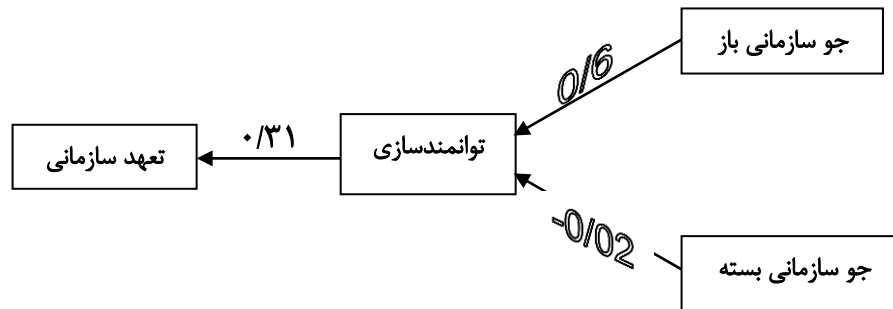 جو سازمانی باز
0/6
توانمندسازی
۰/۳۱
تعهد سازمانی
-0/02
جو سازمانی بسته